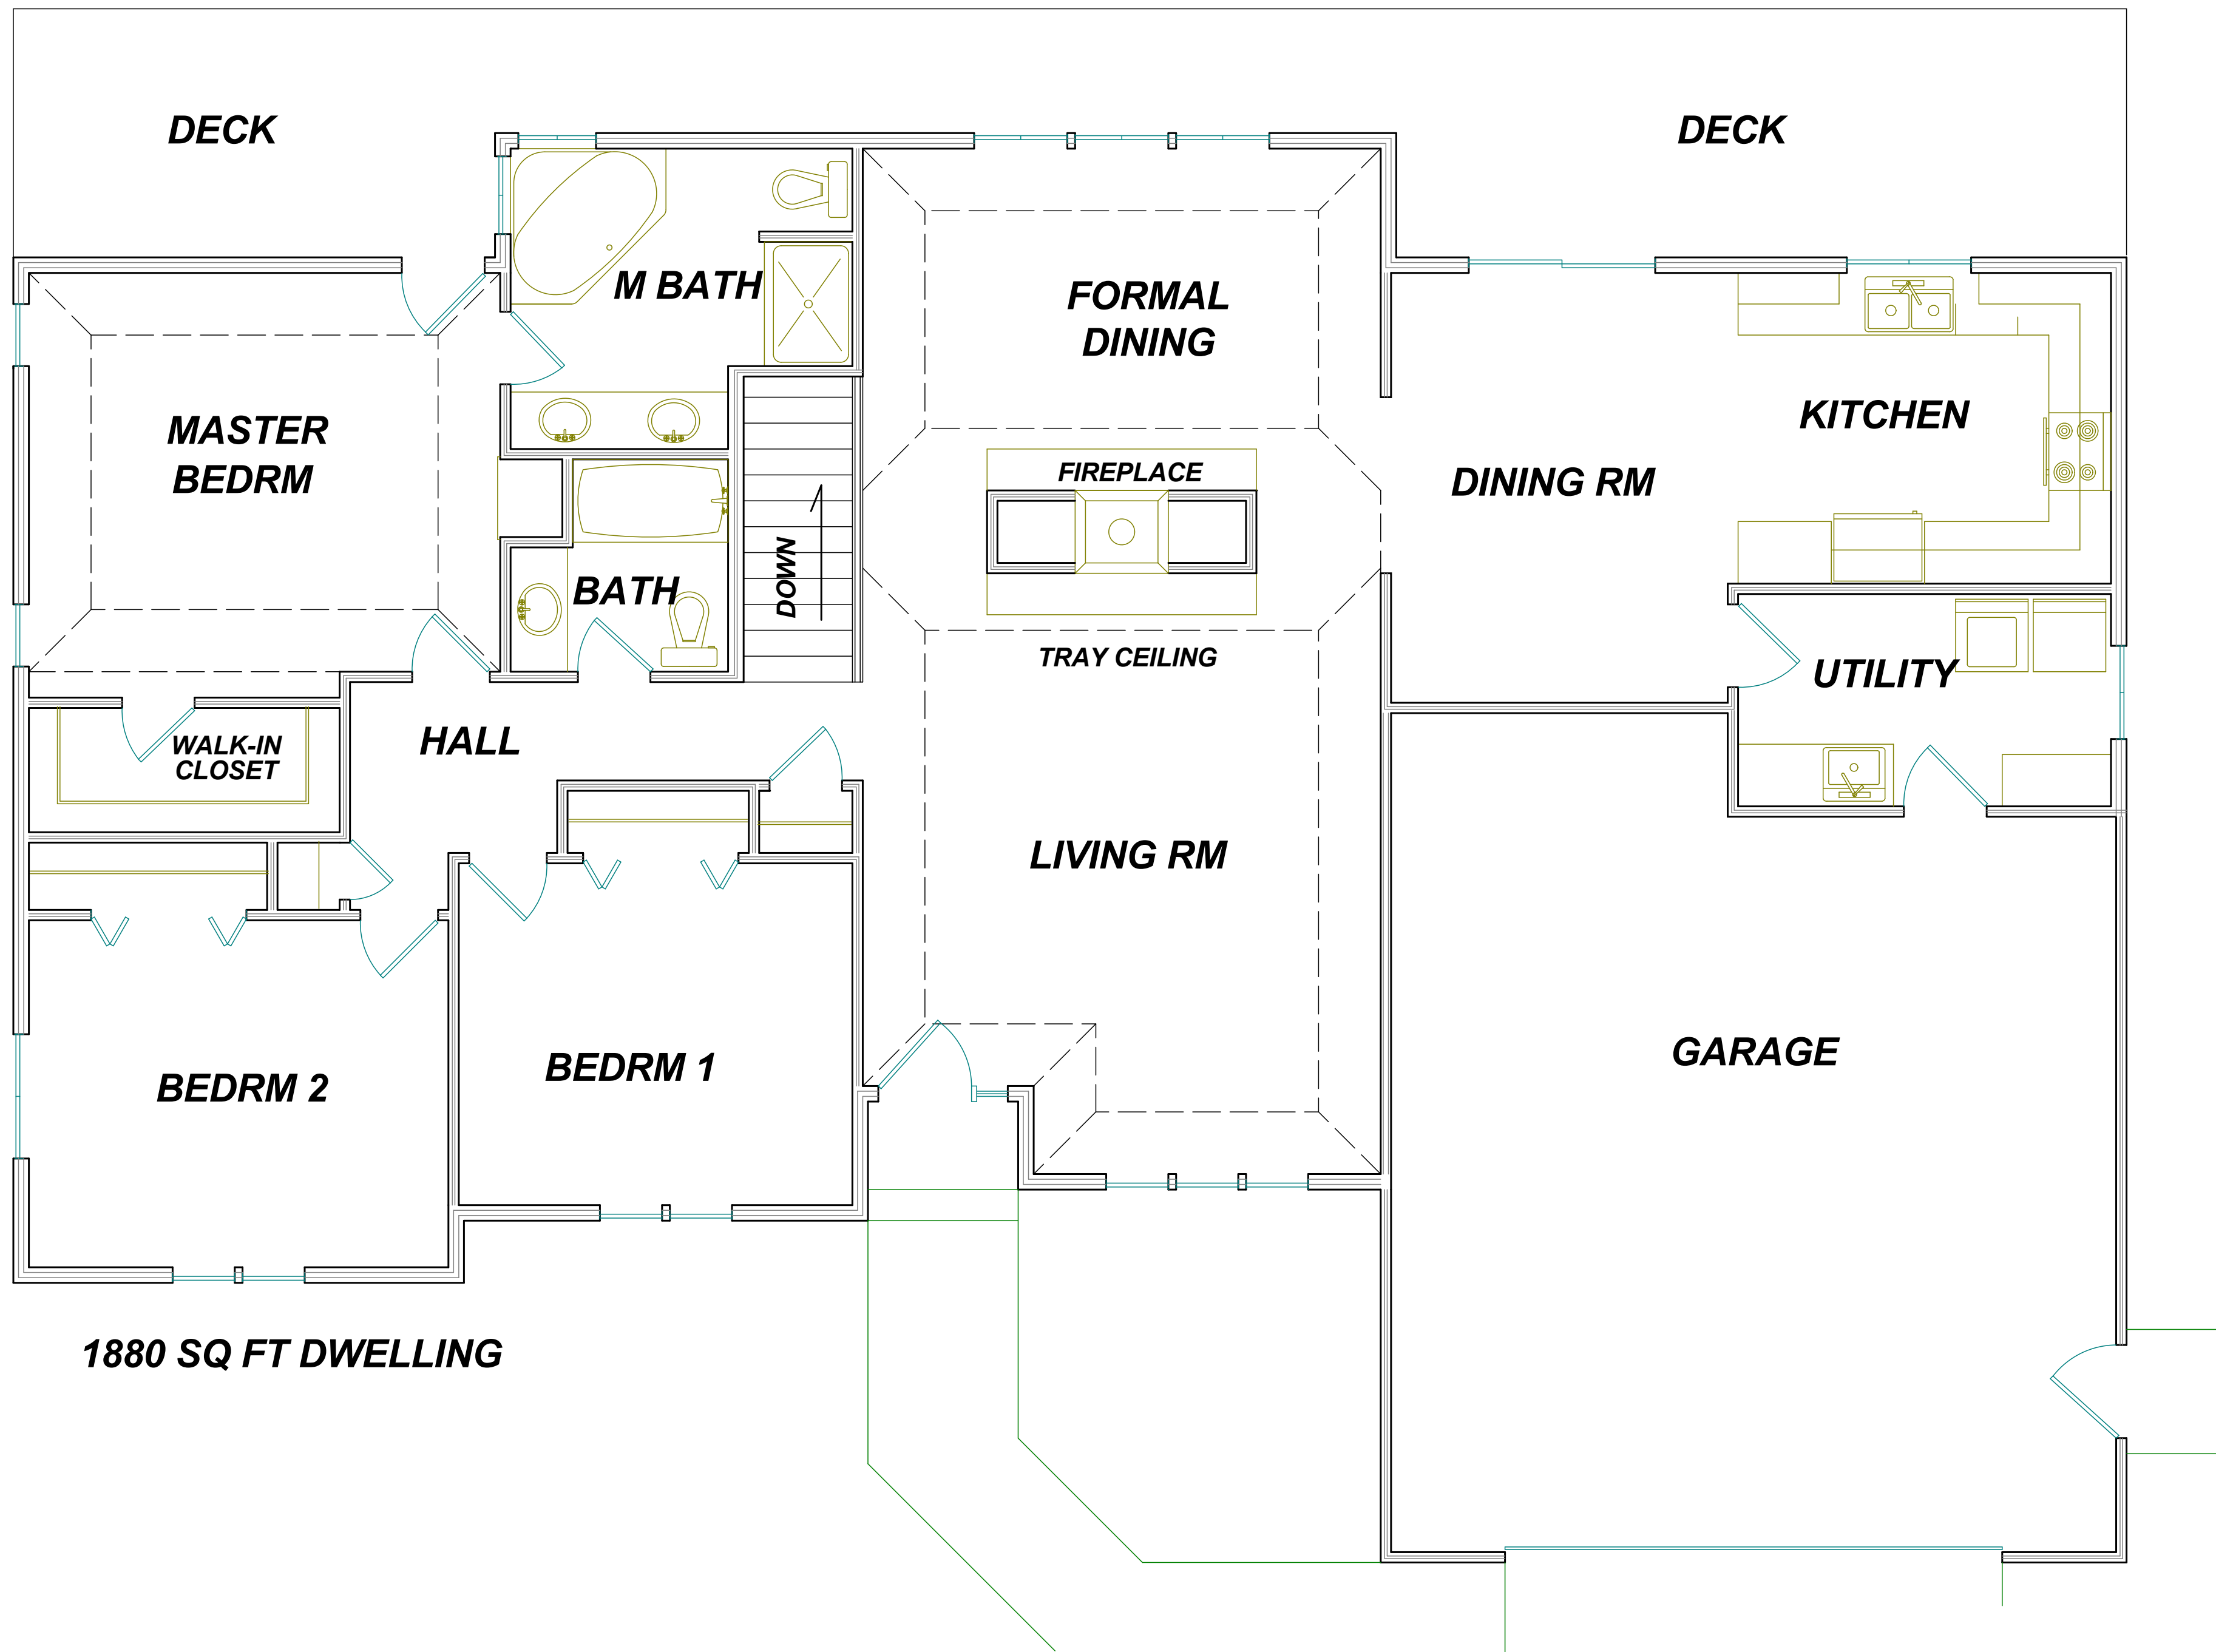 DECK
DECK
M BATH
FORMAL
DINING
MASTER
BEDRM
KITCHEN
FIREPLACE
DINING RM
DOWN
BATH
TRAY CEILING
UTILITY
HALL
WALK-IN
CLOSET
LIVING RM
GARAGE
BEDRM 1
BEDRM 2
1880 SQ FT DWELLING